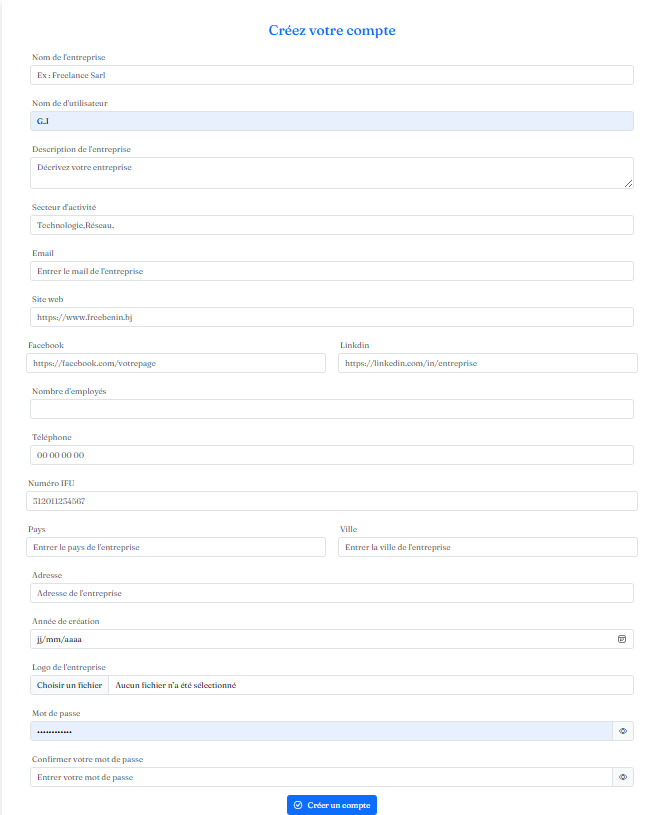 Créez votre compte
Nom de l'entreprise
Ex : Freelance Sarl
Nom de d'utilisateur
G.J
Description de l'entreprise
Décrivez votre entreprise
Secteur d'activité
Technologie,Réseau,
Email
Entrer le mail de l'entreprise
Site web
https://www.freebenin.bj
Facebook Linkdin
https://facebook.com/votrepage https://linkedin.com/in/entreprise
Nombre d'employés
Téléphone
00 00 00 00
Numéro IFU
312011234567
Pays Ville
Entrer le pays de l'entreprise Entrer la ville de l'entreprise
Adresse
Adresse de l'entreprise
Année de création
jj/mm/aaaa
Logo de l'entreprise
Choisir un fichier Aucun fichier n'a été sélectionné
Mot de passe
••••••••••••
Confirmer votre mot de passe
Entrer votre mot de passe
Créer un compte